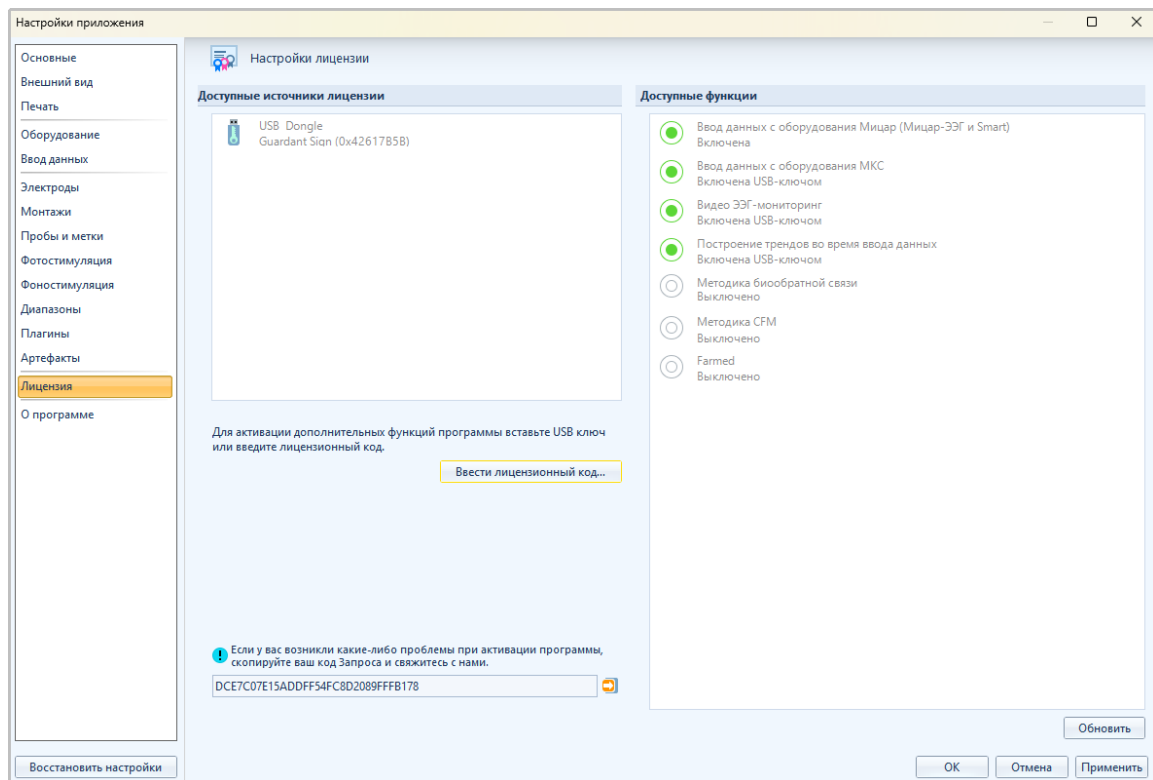 Настройки приложения
Основные
Внешний вид
Печать
Оборудование
Ввод данных
Электроды
Монтажи
Пробы и метки
Фотостимуляция
Фоностимуляция
Диапазоны
Плагины
Артефакты
Лицензия
О программе
Восстановить настройки
Настройки лицензии
Доступные источники лицензии
USB Dongle
Guardant Sign (0x42617B5B)
Для активации дополнительных функций программы вставьте USB ключ
или введите лицензионный код.
Ввести лицензионный код...
Если у вас возникли какие-либо проблемы при активации программы,
скопируйте ваш код Запроса и свяжитесь с нами.
DCE7C07E15ADDFF54FC8D2089FFFB178
Доступные функции
Ввод данных с оборудования Мицар (Мицар-ЭЭГ и Smart)
Включена
Ввод данных с оборудования МКС
Включена USB-ключом
Видео ЭЭГ-мониторинг
Включена USB-ключом
Построение трендов во время ввода данных
Включена USB-ключом
Методика биообратной связи
Выключено
Методика CFM
Выключено
Farmed
Выключено
Обновить
ОК
Отмена
Применить